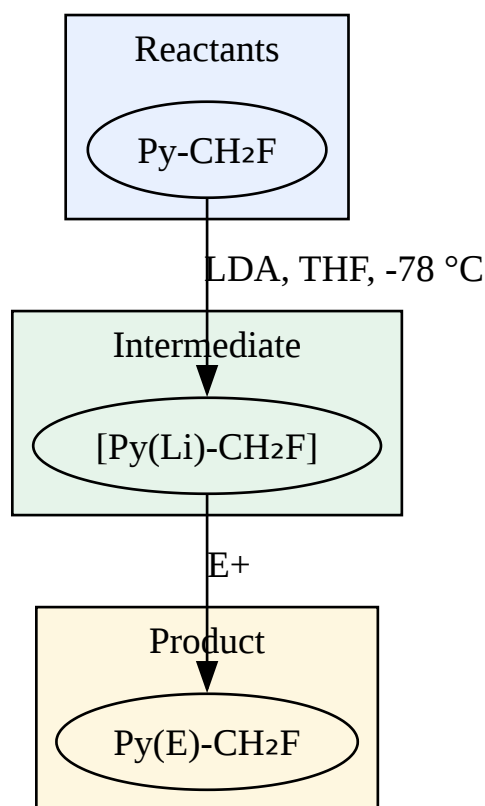 Reactants
Py-CH₂F
LDA, THF, -78 °C
Intermediate
[Py(Li)-CH₂F]
E+
Product
Py(E)-CH₂F